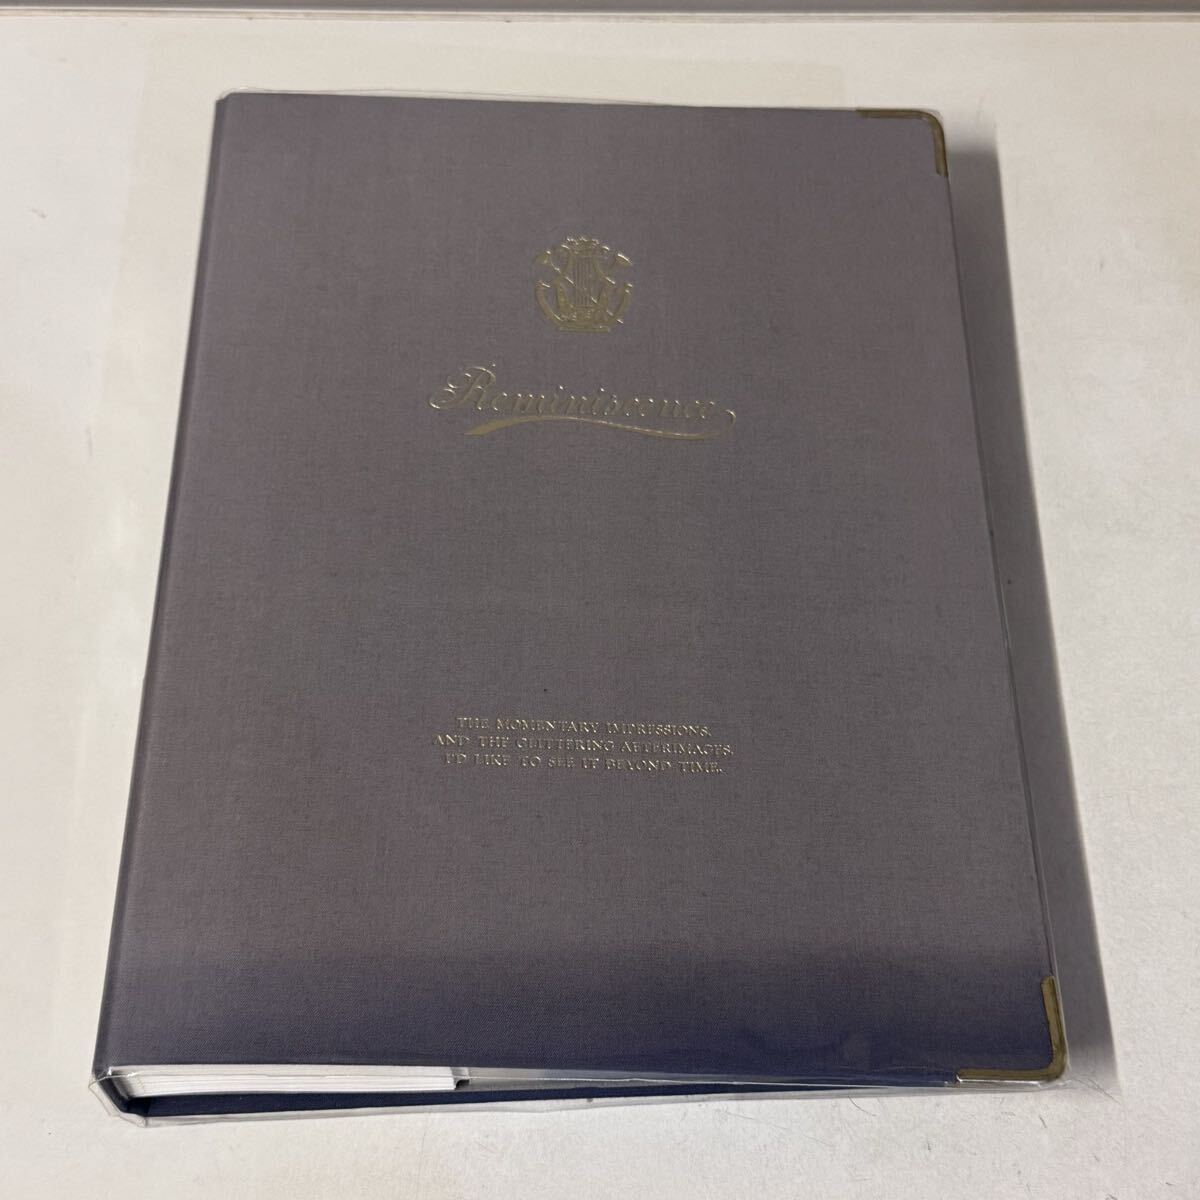 Reminiscence
THE MOMENTARY IMPRESSIONS,
AND THE GLITTERING AFTERIMAGES,
I'D LIKE TO SEE IT BEYOND TIME.